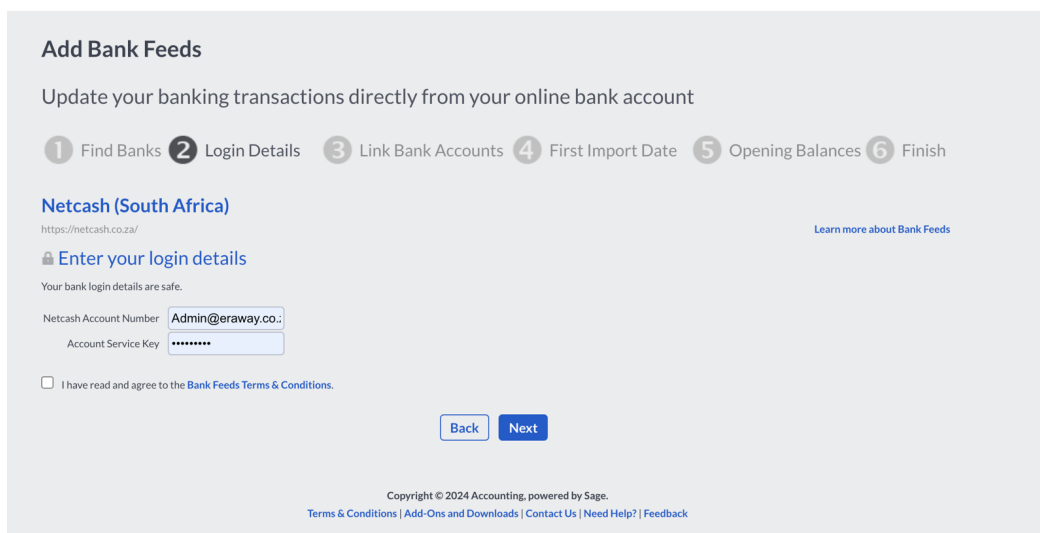 Add Bank Feeds
Update your banking transactions directly from your online bank account
1 Find Banks 2 Login Details 3 Link Bank Accounts 4 First Import Date 5 Opening Balances 6 Finish
Netcash (South Africa)
https://netcash.co.za/ Learn more about Bank Feeds
Enter your login details
Your bank login details are safe.
Netcash Account Number Admin@eraway.co.:
Account Service Key •••••••••
I have read and agree to the Bank Feeds Terms & Conditions.
Back Next
Copyright © 2024 Accounting, powered by Sage.
Terms & Conditions | Add-Ons and Downloads | Contact Us | Need Help? | Feedback